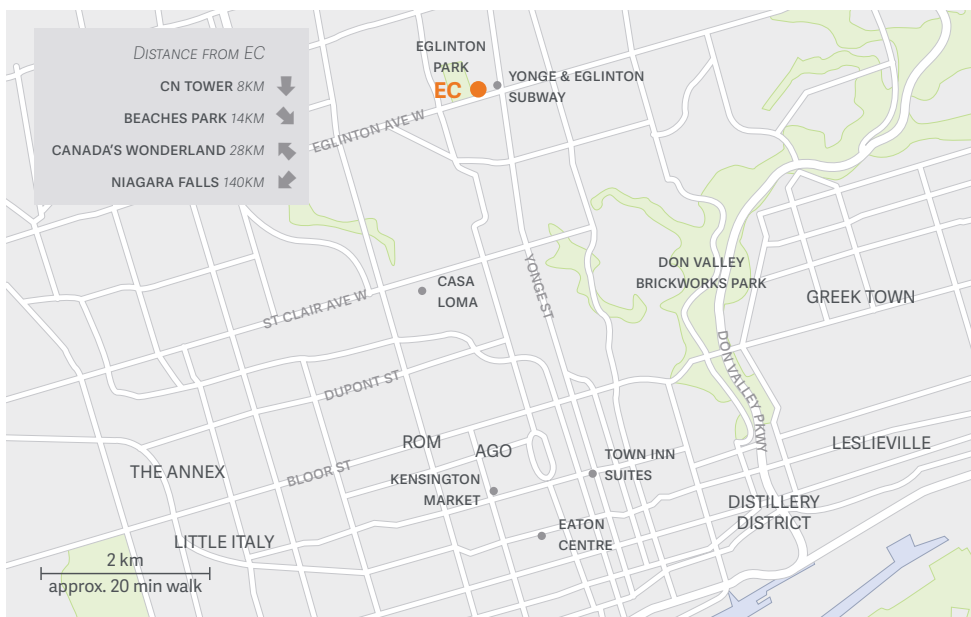 DISTANCE FROM EC
CN TOWER 8KM
BEACHES PARK 14KM
CANADA'S WONDERLAND 28KM
NIAGARA FALLS 140KM
EGLINTON
PARK
EC
YONGE & EGLINTON
SUBWAY
EGLINTON AVE W
CASA
LOMA
ST CLAIR AVE W
YONGE ST
DON VALLEY
BRICKWORKS PARK
GREEK TOWN
DON VALLEY PKWY
DUPONT ST
ROM
AGO
BLOOR ST
THE ANNEX
KENSINGTON
MARKET
TOWN INN
SUITES
LESLIEVILLE
DISTILLERY
DISTRICT
EATON
CENTRE
LITTLE ITALY
2 km
approx. 20 min walk